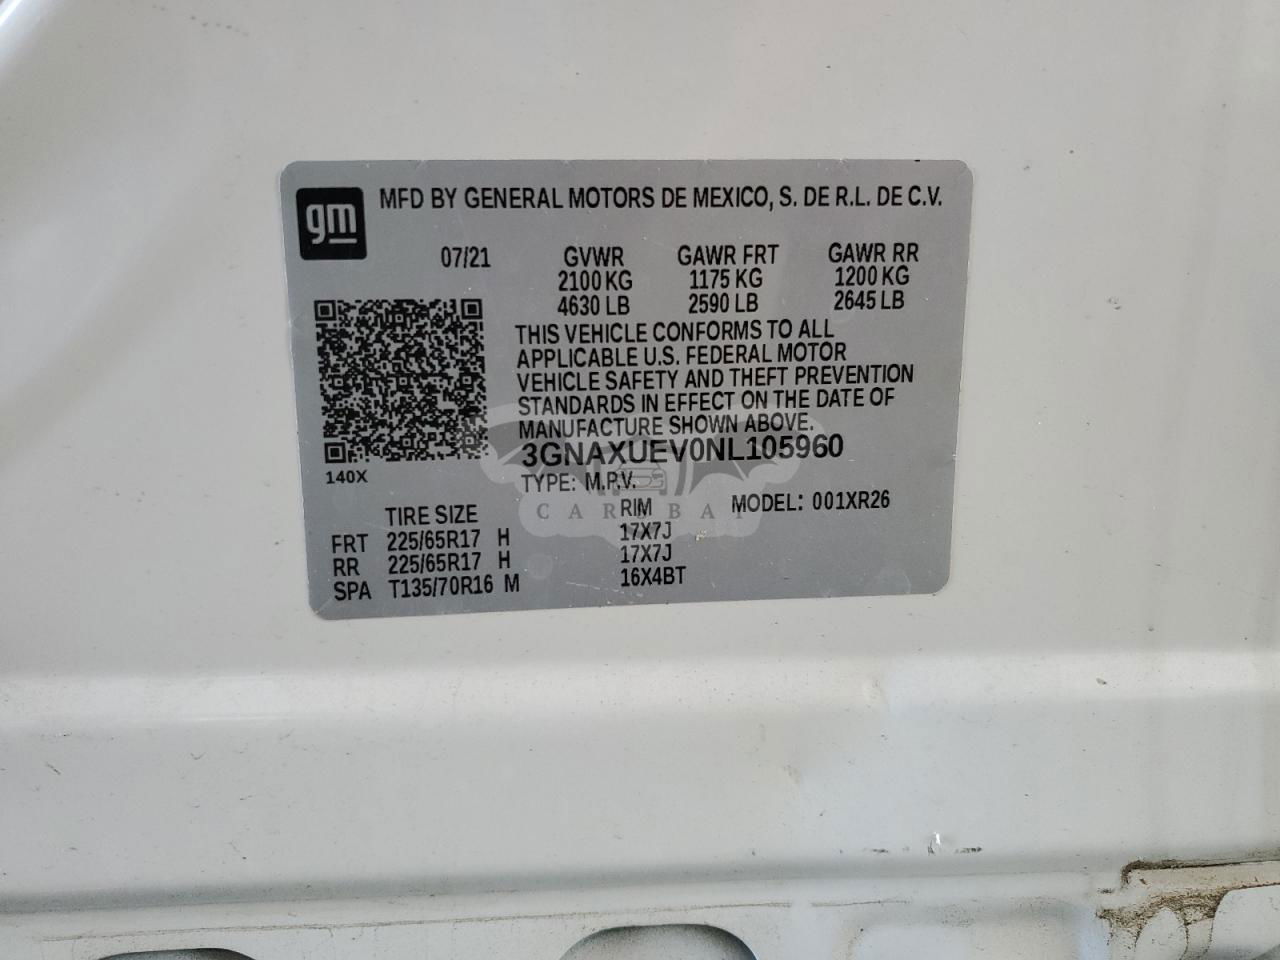 gm
MFD BY GENERAL MOTORS DE MEXICO, S. DE R.L. DE C.V.
07/21 GVWR GAWR FRT GAWR RR
2100 KG 1175 KG 1200 KG
4630 LB 2590 LB 2645 LB
THIS VEHICLE CONFORMS TO ALL
APPLICABLE U.S. FEDERAL MOTOR
VEHICLE SAFETY AND THEFT PREVENTION
STANDARDS IN EFFECT ON THE DATE OF
MANUFACTURE SHOWN ABOVE.
3GNAXUEV0NL105960
140X
TYPE: M.P.V.
CAR BAT
TIRE SIZE RIM MODEL: 001XR26
FRT 225/65R17 H 17X7J
RR 225/65R17 H 17X7J
SPA T135/70R16 M 16X4BT